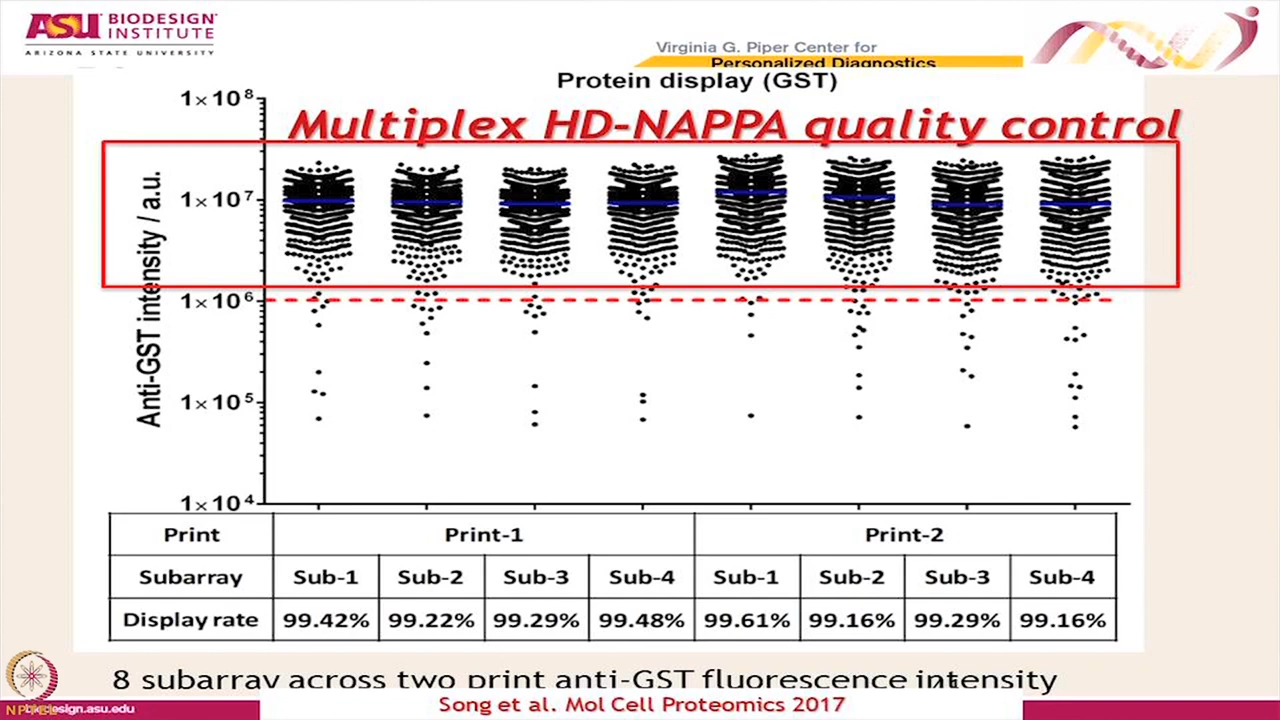 ASU BIODESIGN INSTITUTE
ARIZONA STATE UNIVERSITY
Virginia G. Piper Center for
Personalized Diagnostics
Protein display (GST)
Multiplex HD-NAPPA quality control
Anti-GST intensity / a.u.
1×10⁸
1×10⁷
1×10⁶
1×10⁵
1×10⁴
Print Print-1 Print-2
Subarray Sub-1 Sub-2 Sub-3 Sub-4 Sub-1 Sub-2 Sub-3 Sub-4
Display rate 99.42% 99.22% 99.29% 99.48% 99.61% 99.16% 99.29% 99.16%
8 subarray across two print anti-GST fluorescence intensity
Song et al. Mol Cell Proteomics 2017
NPTEL
design.asu.edu